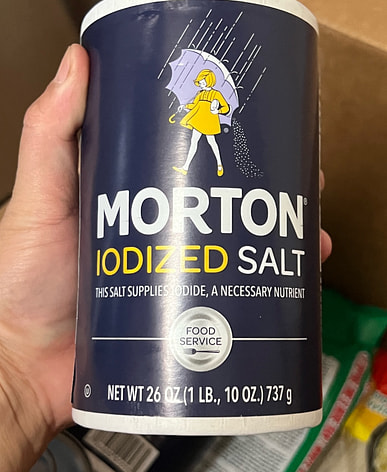 MORTON®
IODIZED SALT
THIS SALT SUPPLIES IODIDE, A NECESSARY NUTRIENT
FOOD
SERVICE
NET WT 26 OZ (1 LB., 10 OZ.) 737 g